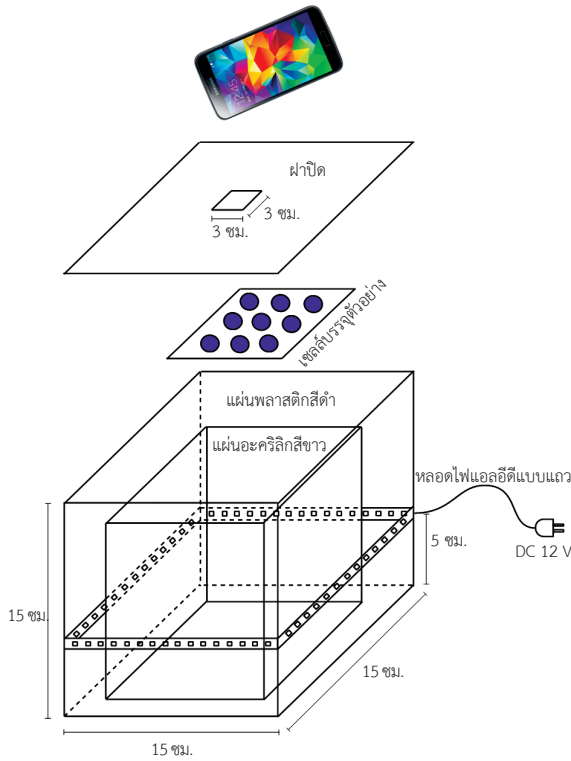 12:45
SAMSUNG
ฝาปิด
3 ซม.
3 ซม.
เซลล์บรรจุตัวอย่าง
แผ่นพลาสติกสีดำ
แผ่นอะคริลิกสีขาว
หลอดไฟแอลอีดีแบบแถว
DC 12 V
5 ซม.
15 ซม.
15 ซม.
15 ซม.